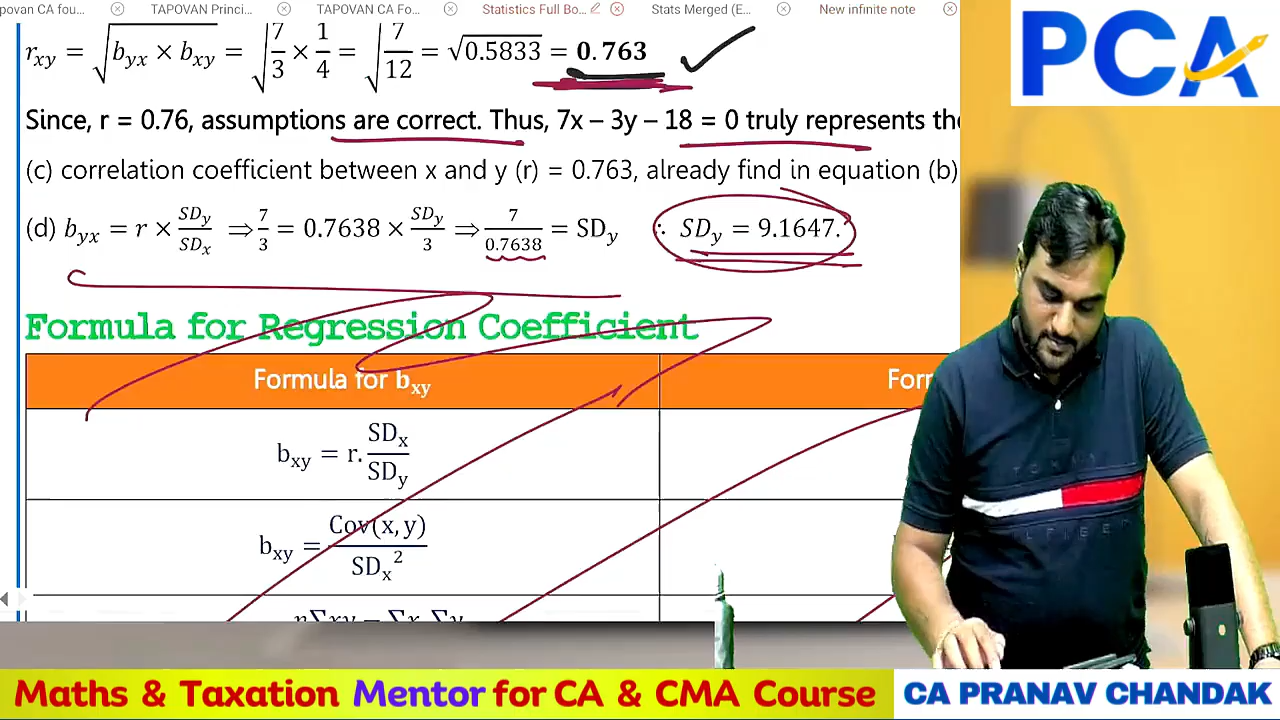 povan CA fou
TAPOVAN Princi...
TAPOVAN CA Fo...
Statistics Full Bo...
Stats Merged (E...
New infinite note
r_xy = √(b_yx × b_xy) = √(7/3 × 1/4) = √(7/12) = √0.5833 = 0.763
PCA
Since, r = 0.76, assumptions are correct. Thus, 7x – 3y – 18 = 0 truly represents the
(c) correlation coefficient between x and y (r) = 0.763, already find in equation (b)
(d) b_yx = r × SD_y/SD_x ⇒ 7/3 = 0.7638 × SD_y/3 ⇒ 7/0.7638 = SD_y ∴ SD_y = 9.1647.
Formula for Regression Coefficient
Formula for b_xy
b_xy = r. SD_x/SD_y
b_xy = Cov(x, y)/SD_x²
n∑xy − ∑x.∑y
Maths & Taxation Mentor for CA & CMA Course
CA PRANAV CHANDAK